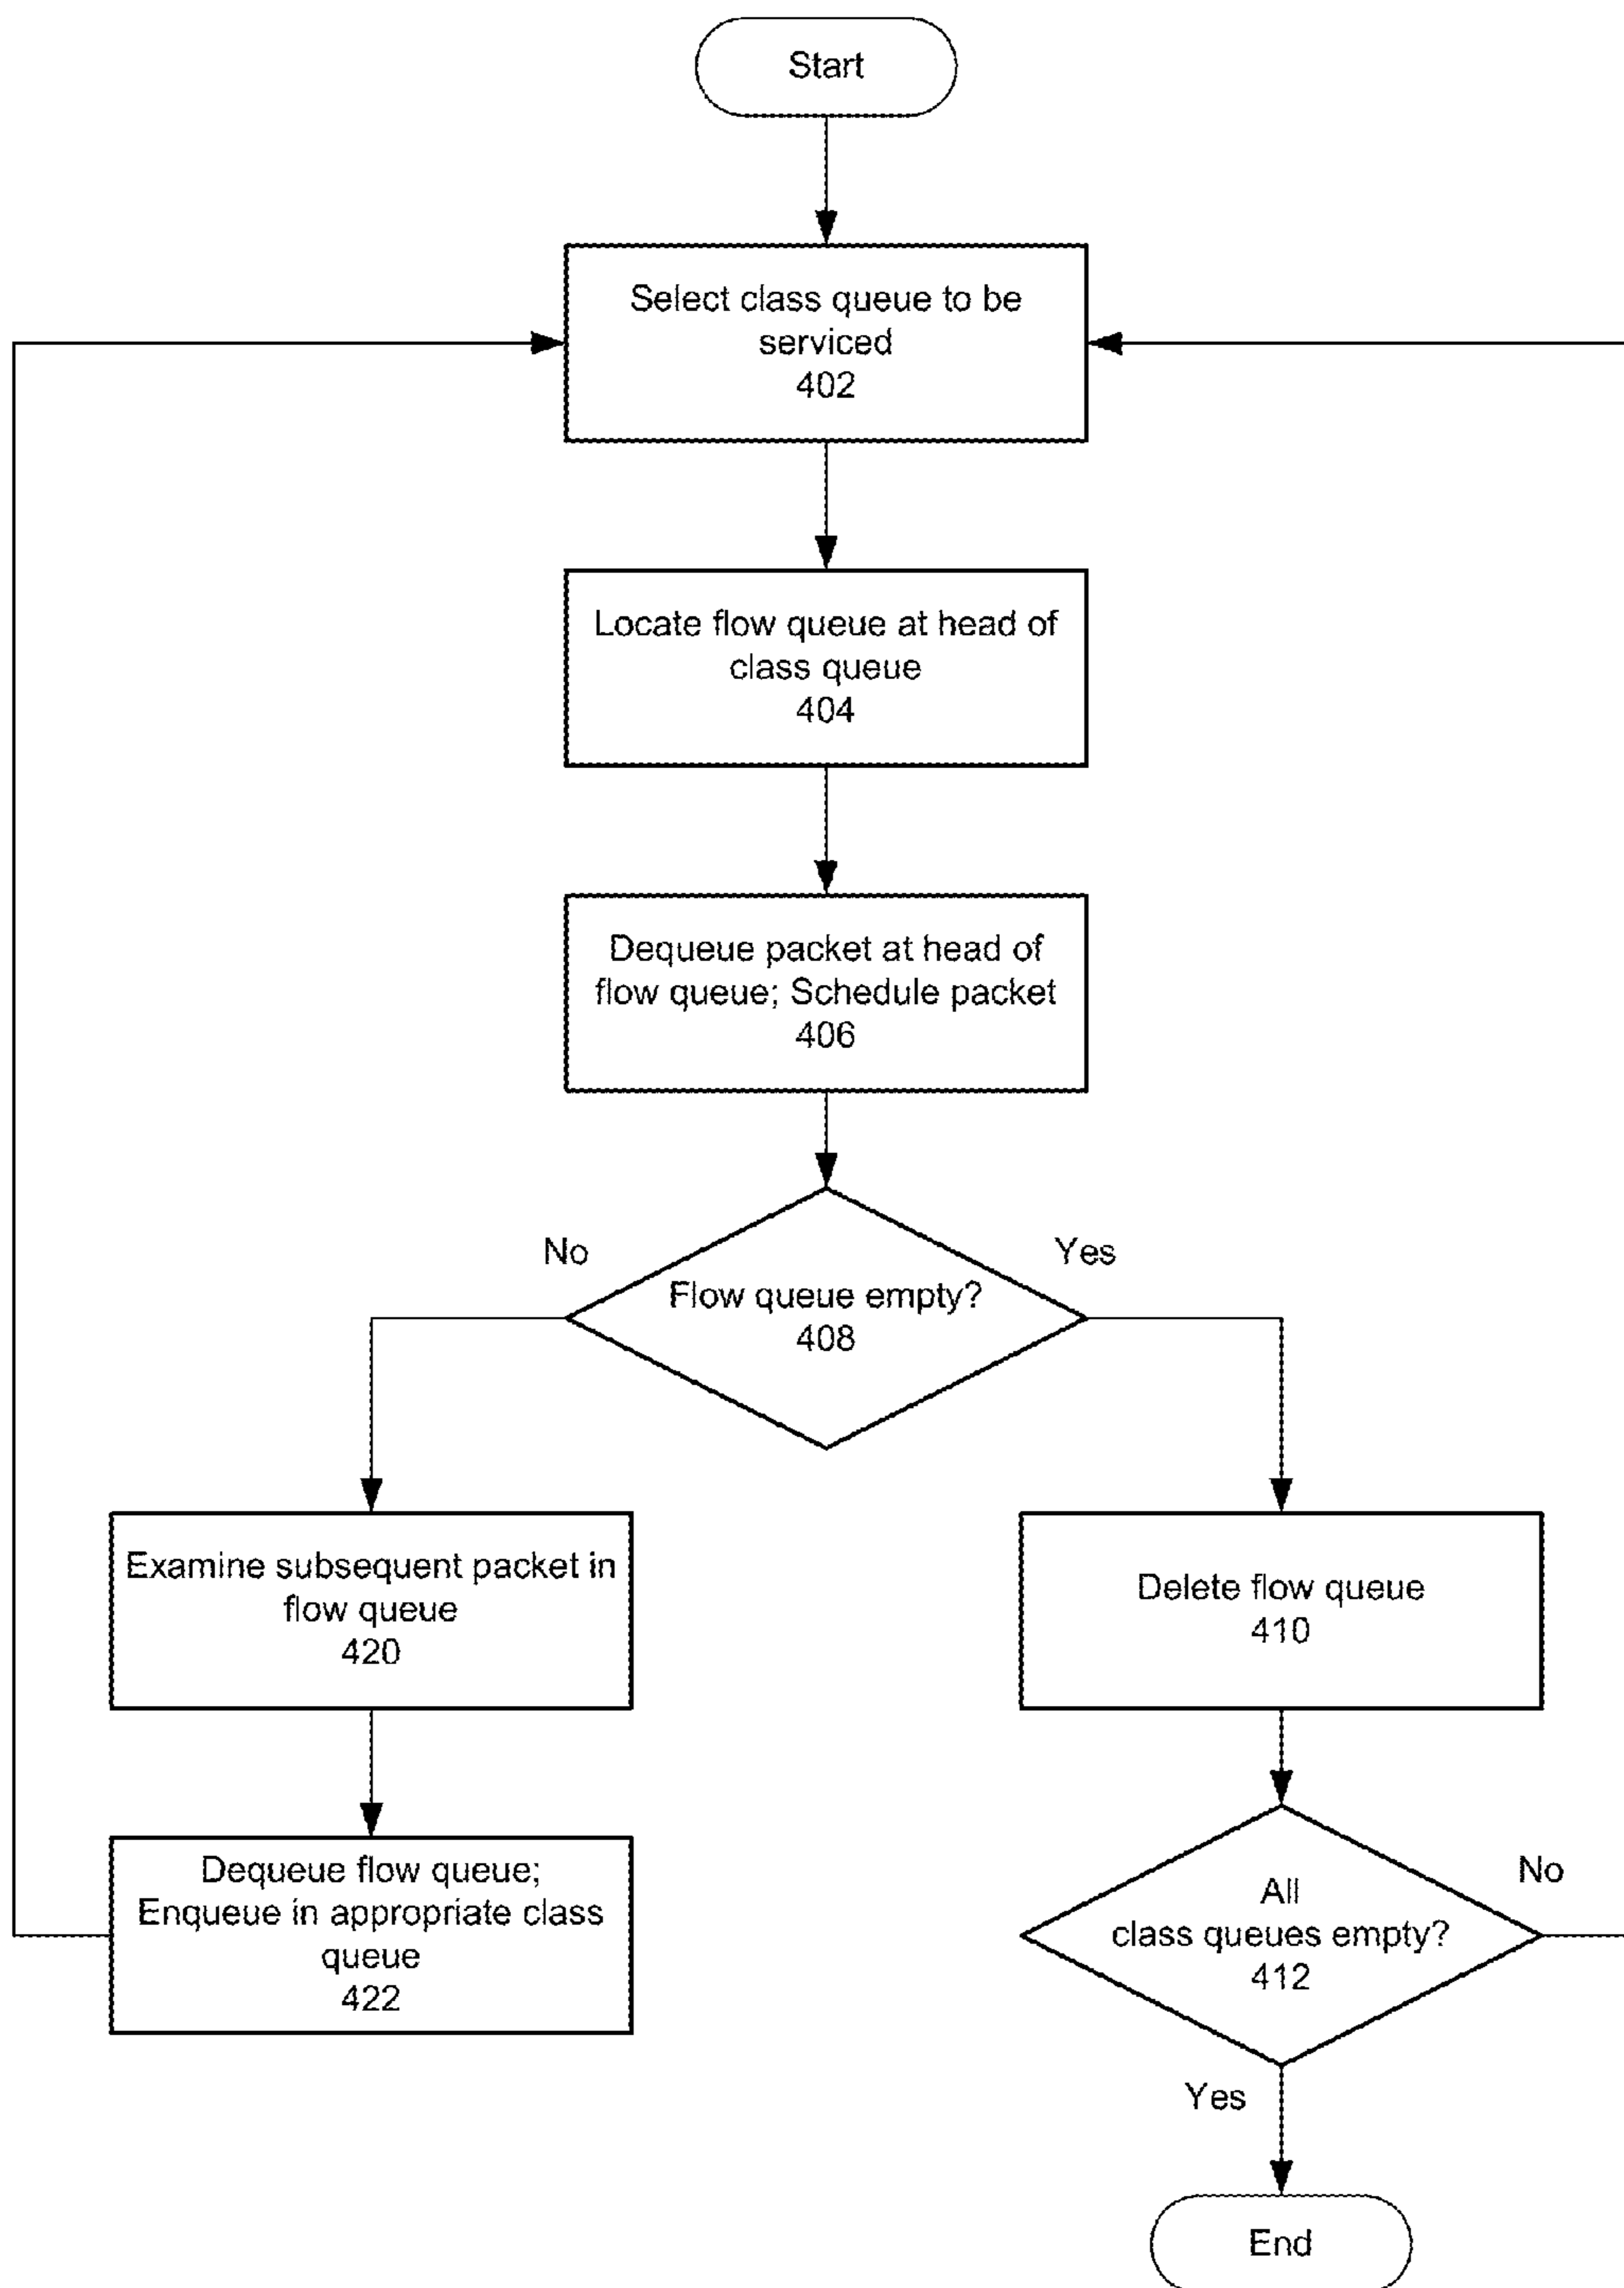 Start
Select class queue to be
serviced
402
Locate flow queue at head of
class queue
404
Dequeue packet at head of
flow queue; Schedule packet
406
No
Yes
Flow queue empty?
408
Examine subsequent packet in
flow queue
420
Delete flow queue
410
Dequeue flow queue;
Enqueue in appropriate class
queue
422
No
All
class queues empty?
412
Yes
End